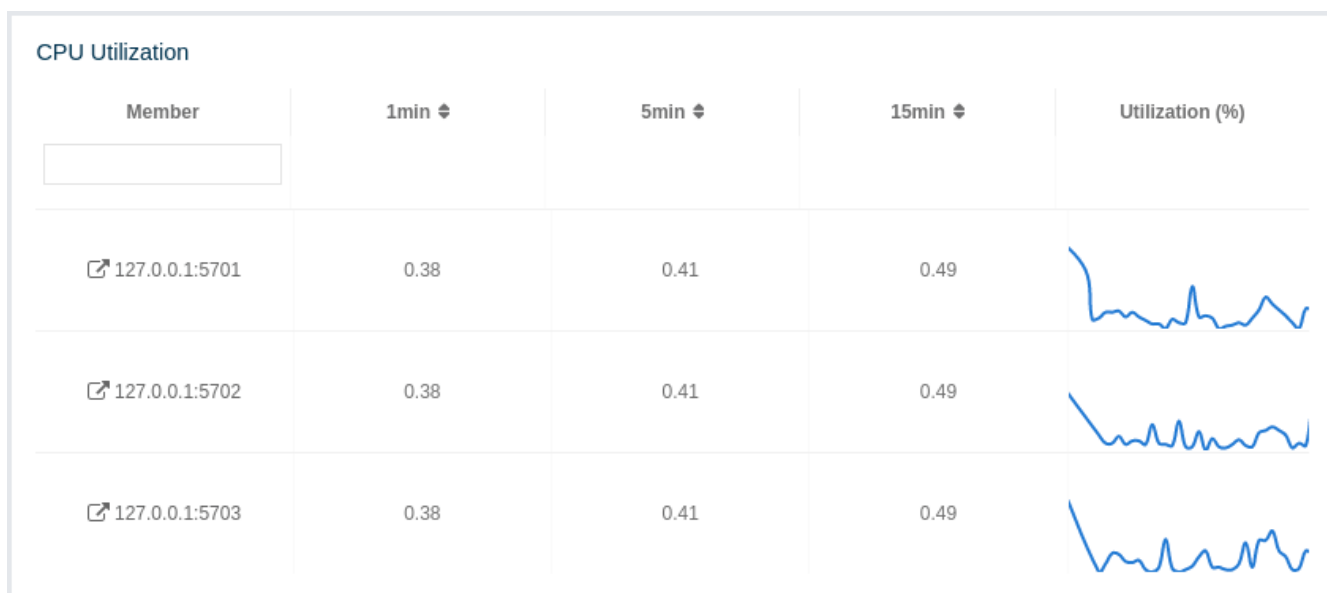 CPU Utilization
Member 1min 5min 15min Utilization (%)
127.0.0.1:5701 0.38 0.41 0.49
127.0.0.1:5702 0.38 0.41 0.49
127.0.0.1:5703 0.38 0.41 0.49